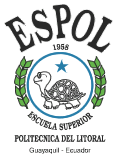 ESPOL
1958
ESCUELA SUPERIOR
POLITECNICA DEL LITORAL
Guayaquil - Ecuador